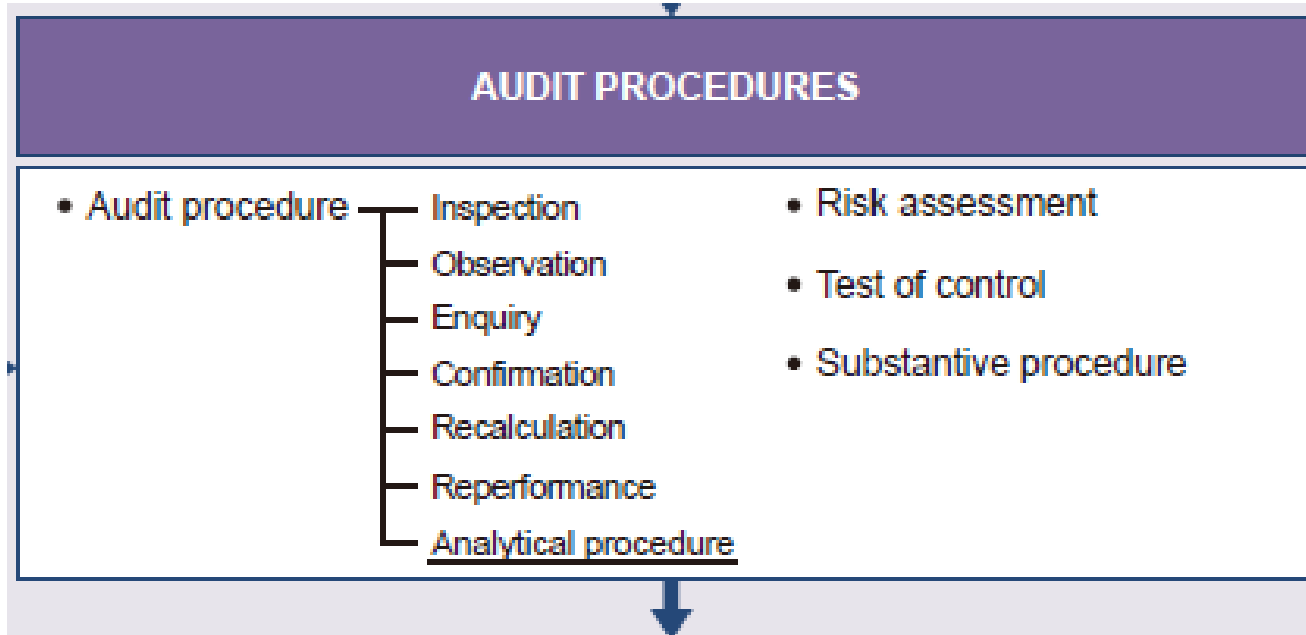 AUDIT PROCEDURES
• Audit procedure
Inspection
Observation
Enquiry
Confirmation
Recalculation
Reperformance
Analytical procedure
• Risk assessment
• Test of control
• Substantive procedure